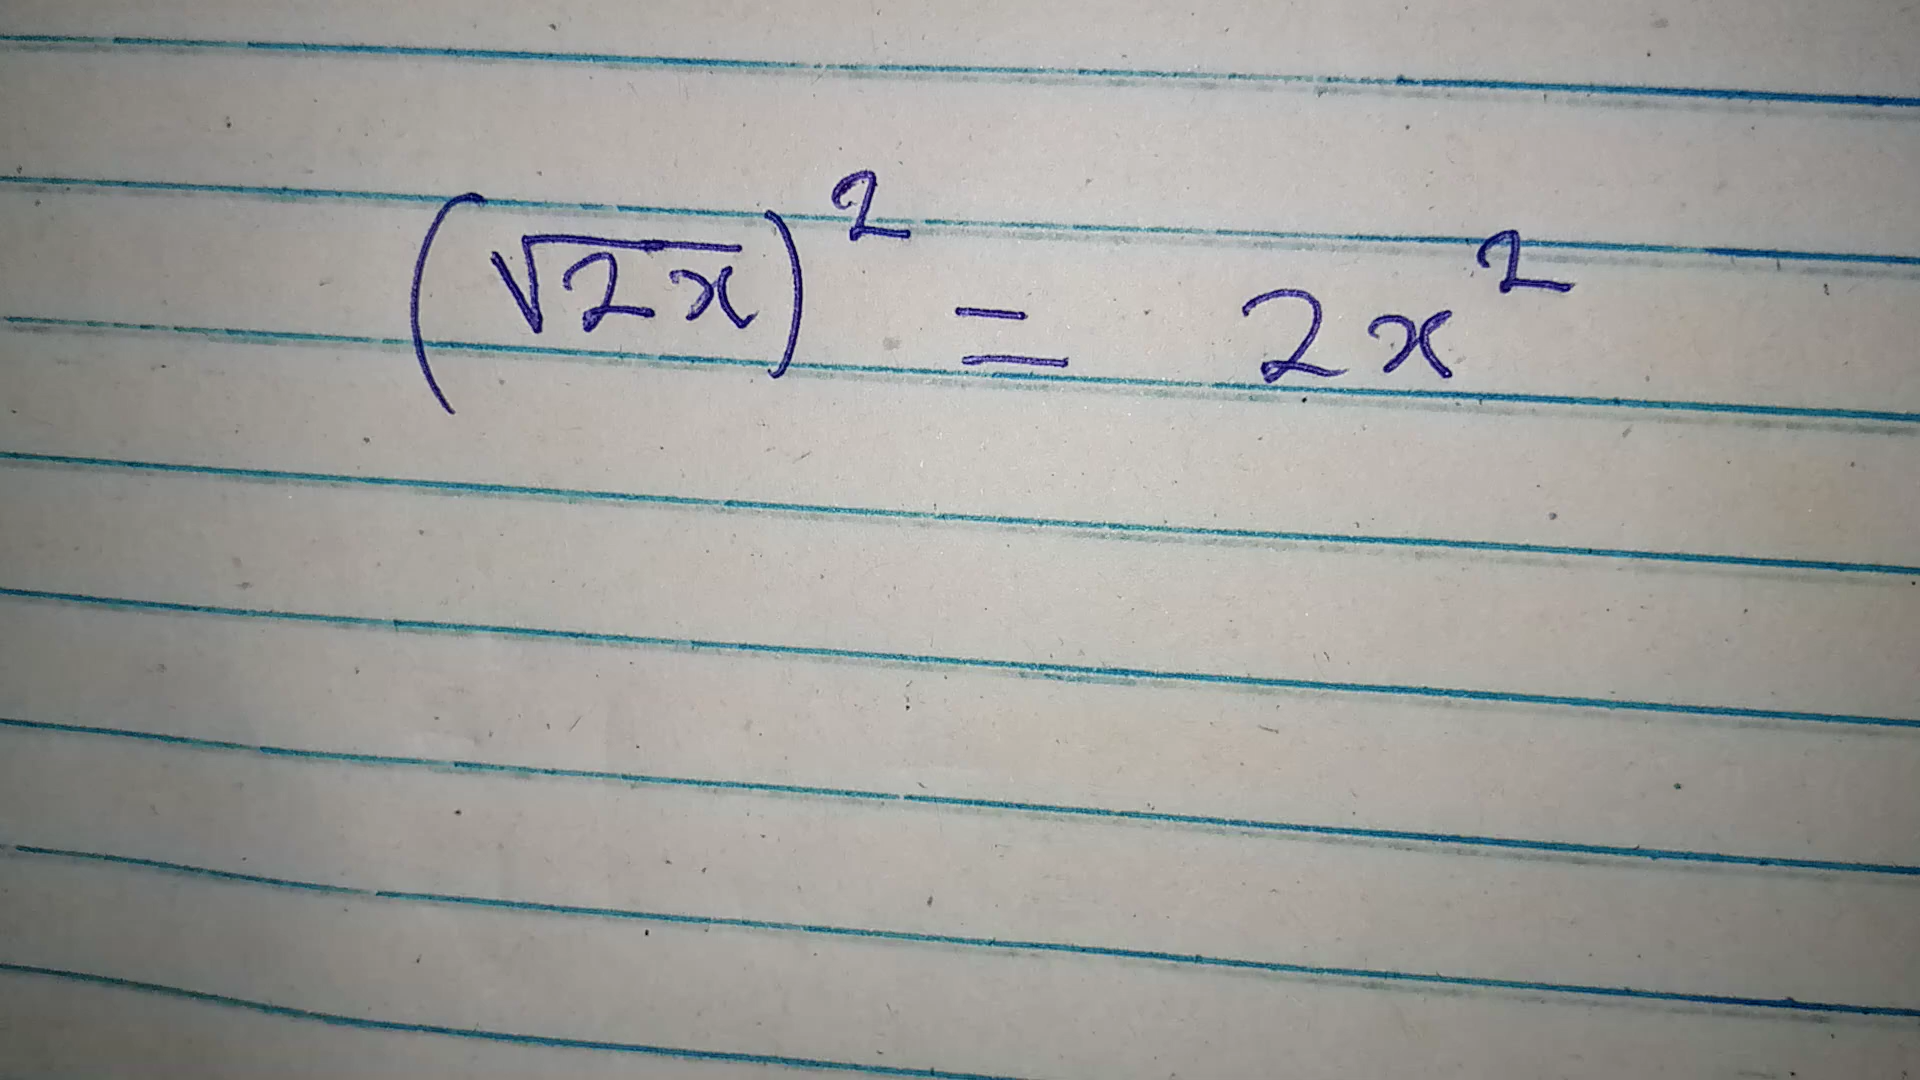 (√2x)² = 2x²